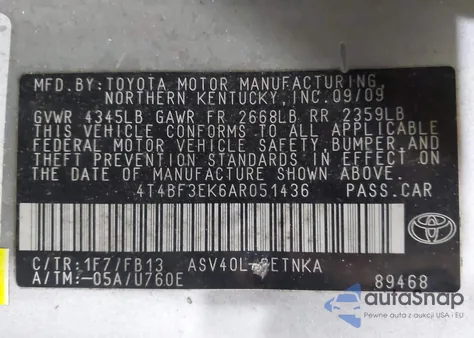 MFD. BY: TOYOTA MOTOR MANUFACTURING
NORTHERN KENTUCKY, INC. 09/09
GVWR 4345LB GAWR FR 2668LB RR 2359LB
THIS VEHICLE CONFORMS TO ALL APPLICABLE
FEDERAL MOTOR VEHICLE SAFETY, BUMPER, AND
THEFT PREVENTION STANDARDS IN EFFECT ON
THE DATE OF MANUFACTURE SHOWN ABOVE.
4T4BF3EK6AR051436 PASS. CAR
TOYOTA
C/TR: 1F7/FB13 ASV40L-
A/TM: -05A/U760E 89468
autaSnap
Pewne auta z aukcji USA i EU